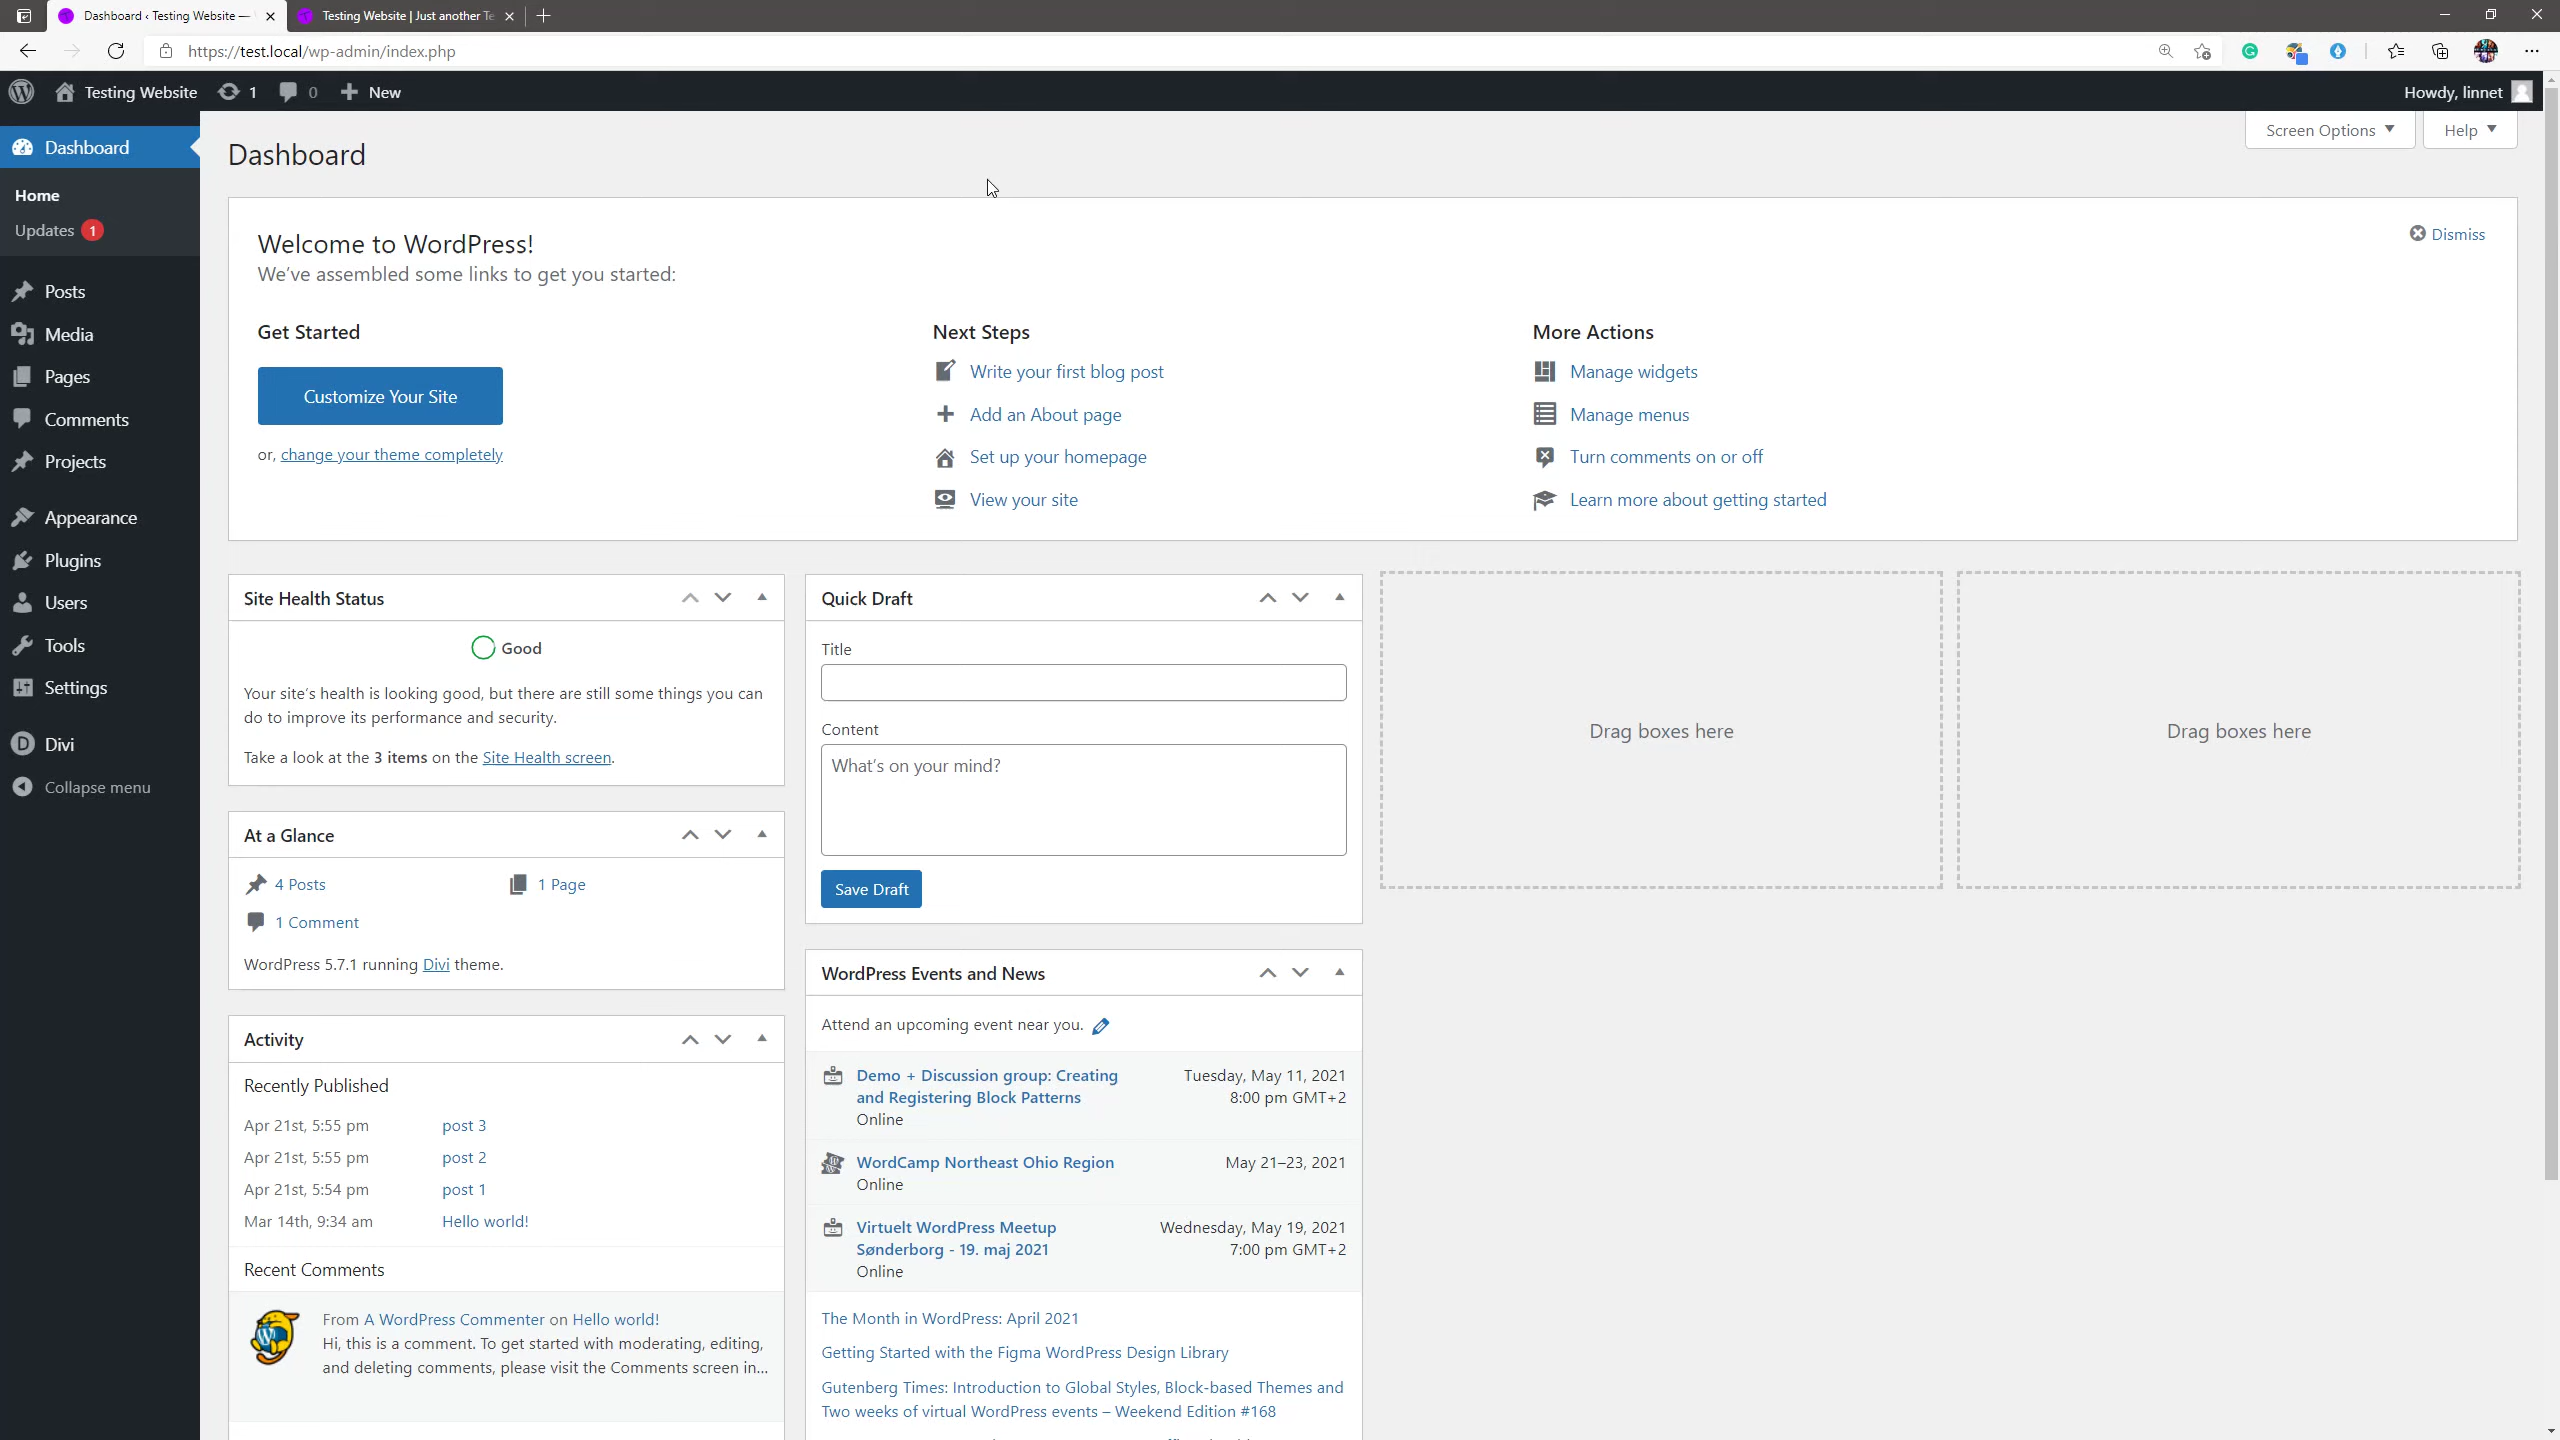 Dashboard ‹ Testing Website —
Testing Website | Just another Te
https://test.local/wp-admin/index.php
Testing Website
1
0
New
Howdy, linnet
Dashboard
Home
Updates 1
Posts
Media
Pages
Comments
Projects
Appearance
Plugins
Users
Tools
Settings
Divi
Collapse menu
Dashboard
Screen Options
Help
Welcome to WordPress!
We've assembled some links to get you started:
Dismiss
Get Started
Customize Your Site
or, change your theme completely
Next Steps
Write your first blog post
Add an About page
Set up your homepage
View your site
More Actions
Manage widgets
Manage menus
Turn comments on or off
Learn more about getting started
Site Health Status
Good
Your site's health is looking good, but there are still some things you can
do to improve its performance and security.
Take a look at the 3 items on the Site Health screen.
At a Glance
4 Posts
1 Page
1 Comment
WordPress 5.7.1 running Divi theme.
Activity
Recently Published
Apr 21st, 5:55 pm post 3
Apr 21st, 5:55 pm post 2
Apr 21st, 5:54 pm post 1
Mar 14th, 9:34 am Hello world!
Recent Comments
From A WordPress Commenter on Hello world!
Hi, this is a comment. To get started with moderating, editing,
and deleting comments, please visit the Comments screen in...
Quick Draft
Title
Content
What's on your mind?
Save Draft
WordPress Events and News
Attend an upcoming event near you.
Demo + Discussion group: Creating
and Registering Block Patterns
Online
Tuesday, May 11, 2021
8:00 pm GMT+2
WordCamp Northeast Ohio Region
Online
May 21–23, 2021
Virtuelt WordPress Meetup
Sønderborg - 19. maj 2021
Online
Wednesday, May 19, 2021
7:00 pm GMT+2
The Month in WordPress: April 2021
Getting Started with the Figma WordPress Design Library
Gutenberg Times: Introduction to Global Styles, Block-based Themes and
Two weeks of virtual WordPress events – Weekend Edition #168
Drag boxes here
Drag boxes here